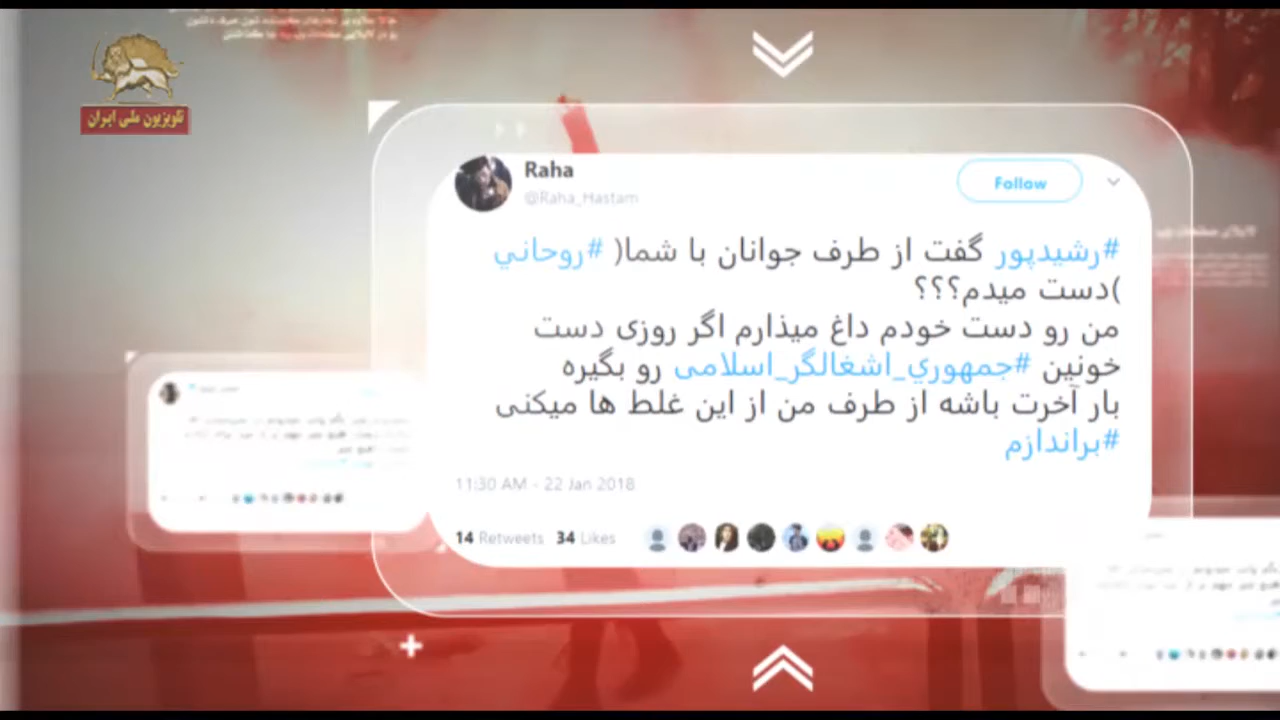 تلویزیون ملی ایران
Raha
@Raha_Hastam
Follow
#رشیدپور گفت از طرف جوانان با شما( #روحاني
)دست میدم؟؟؟
من رو دست خودم داغ میذارم اگر روزی دست
خونین #جمهوري_اشغالگر_اسلامی رو بگیره
بار آخرت باشه از طرف من از این غلط ها میکنی
#براندازم
11:30 AM - 22 Jan 2018
14 Retweets 34 Likes